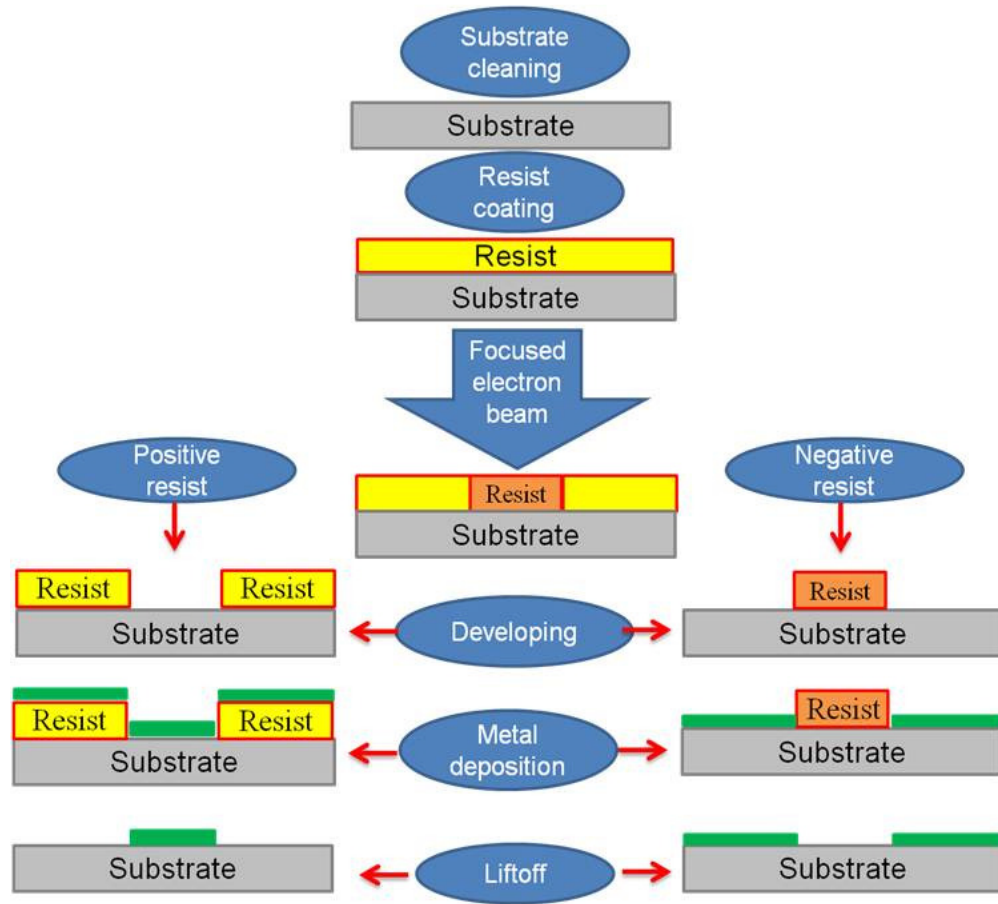 Substrate
cleaning
Substrate
Resist
coating
Resist
Substrate
Focused
electron
beam
Positive
resist
Negative
resist
Resist
Substrate
Resist
Resist
Substrate
Developing
Resist
Substrate
Resist
Resist
Substrate
Metal
deposition
Resist
Substrate
Substrate
Liftoff
Substrate